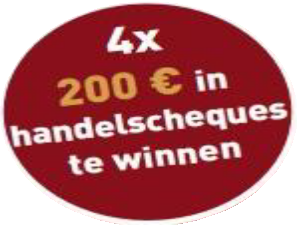 4x
200 € in
handelscheques
te winnen